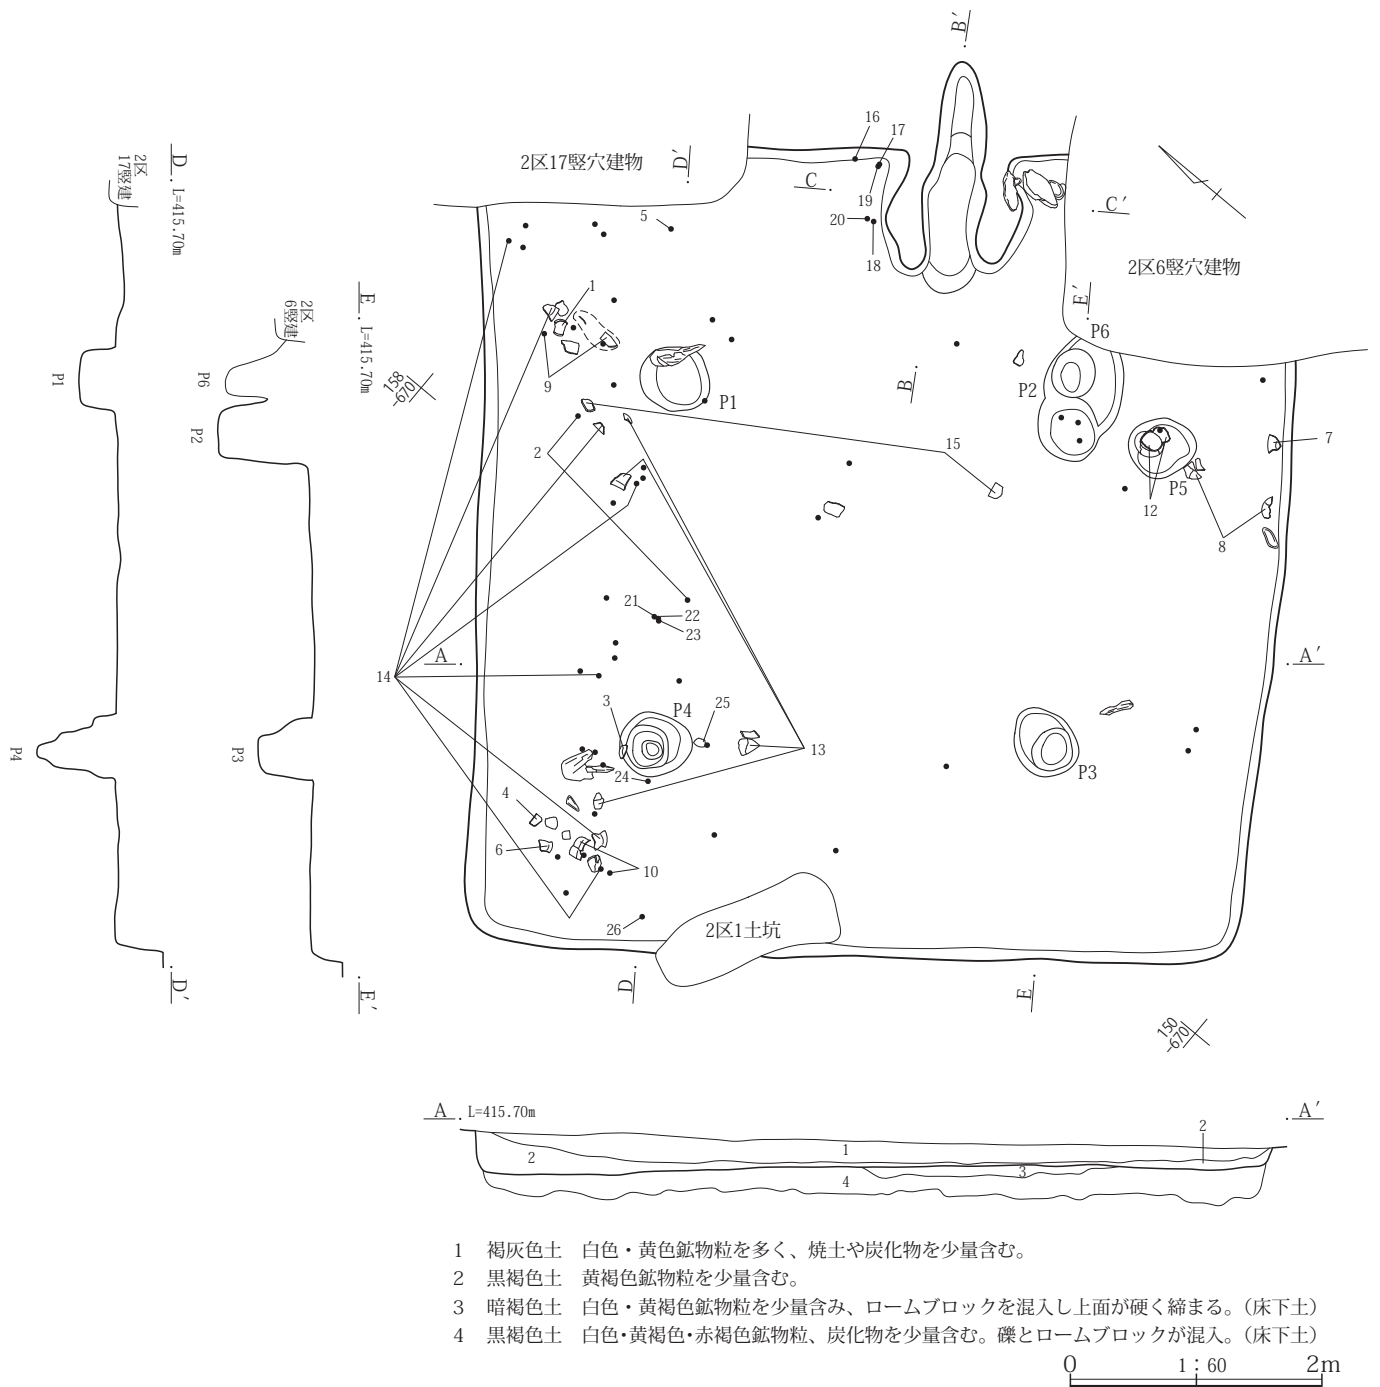 B′
16
17
2区17竪穴建物
D′
C
C′
19
20
18
5
2区6竪穴建物
E′
D
L=415.70m
2区
17竪建
E
L=415.70m
2区
6竪建
1
P6
P1
P6
158
-670
9
P1
B
P2
P2
2
15
7
P5
12
8
21
22
23
14
A
A′
3
P4
25
13
P4
P3
P3
24
4
6
10
26
2区1土坑
D
E
D′
E′
150
-670
A
L=415.70m
A′
2
1
2
3
4
1 褐灰色土 白色・黄色鉱物粒を多く、焼土や炭化物を少量含む。
2 黒褐色土 黄褐色鉱物粒を少量含む。
3 暗褐色土 白色・黄褐色鉱物粒を少量含み、ロームブロックを混入し上面が硬く締まる。（床下土）
4 黒褐色土 白色・黄褐色・赤褐色鉱物粒、炭化物を少量含む。礫とロームブロックが混入。（床下土）
0 1：60 2m